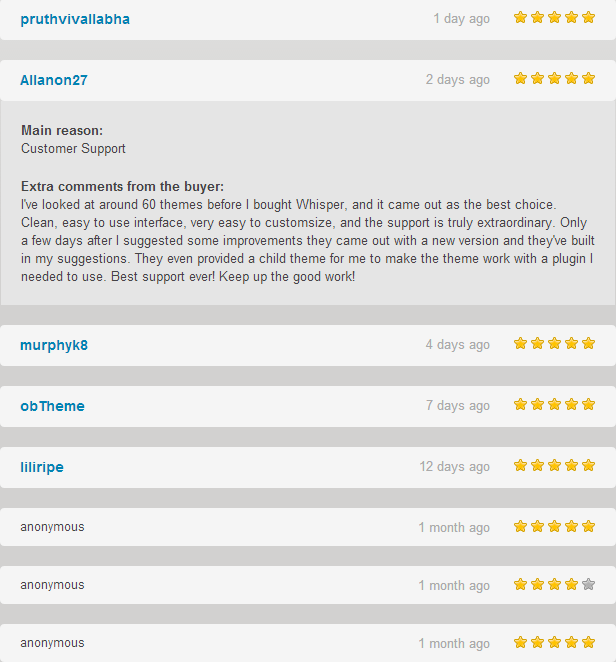 pruthvivallabha 1 day ago
Allanon27 2 days ago
Main reason:
Customer Support
Extra comments from the buyer:
I've looked at around 60 themes before I bought Whisper, and it came out as the best choice.
Clean, easy to use interface, very easy to customsize, and the support is truly extraordinary. Only
a few days after I suggested some improvements they came out with a new version and they've built
in my suggestions. They even provided a child theme for me to make the theme work with a plugin I
needed to use. Best support ever! Keep up the good work!
murphyk8 4 days ago
obTheme 7 days ago
liliripe 12 days ago
anonymous 1 month ago
anonymous 1 month ago
anonymous 1 month ago